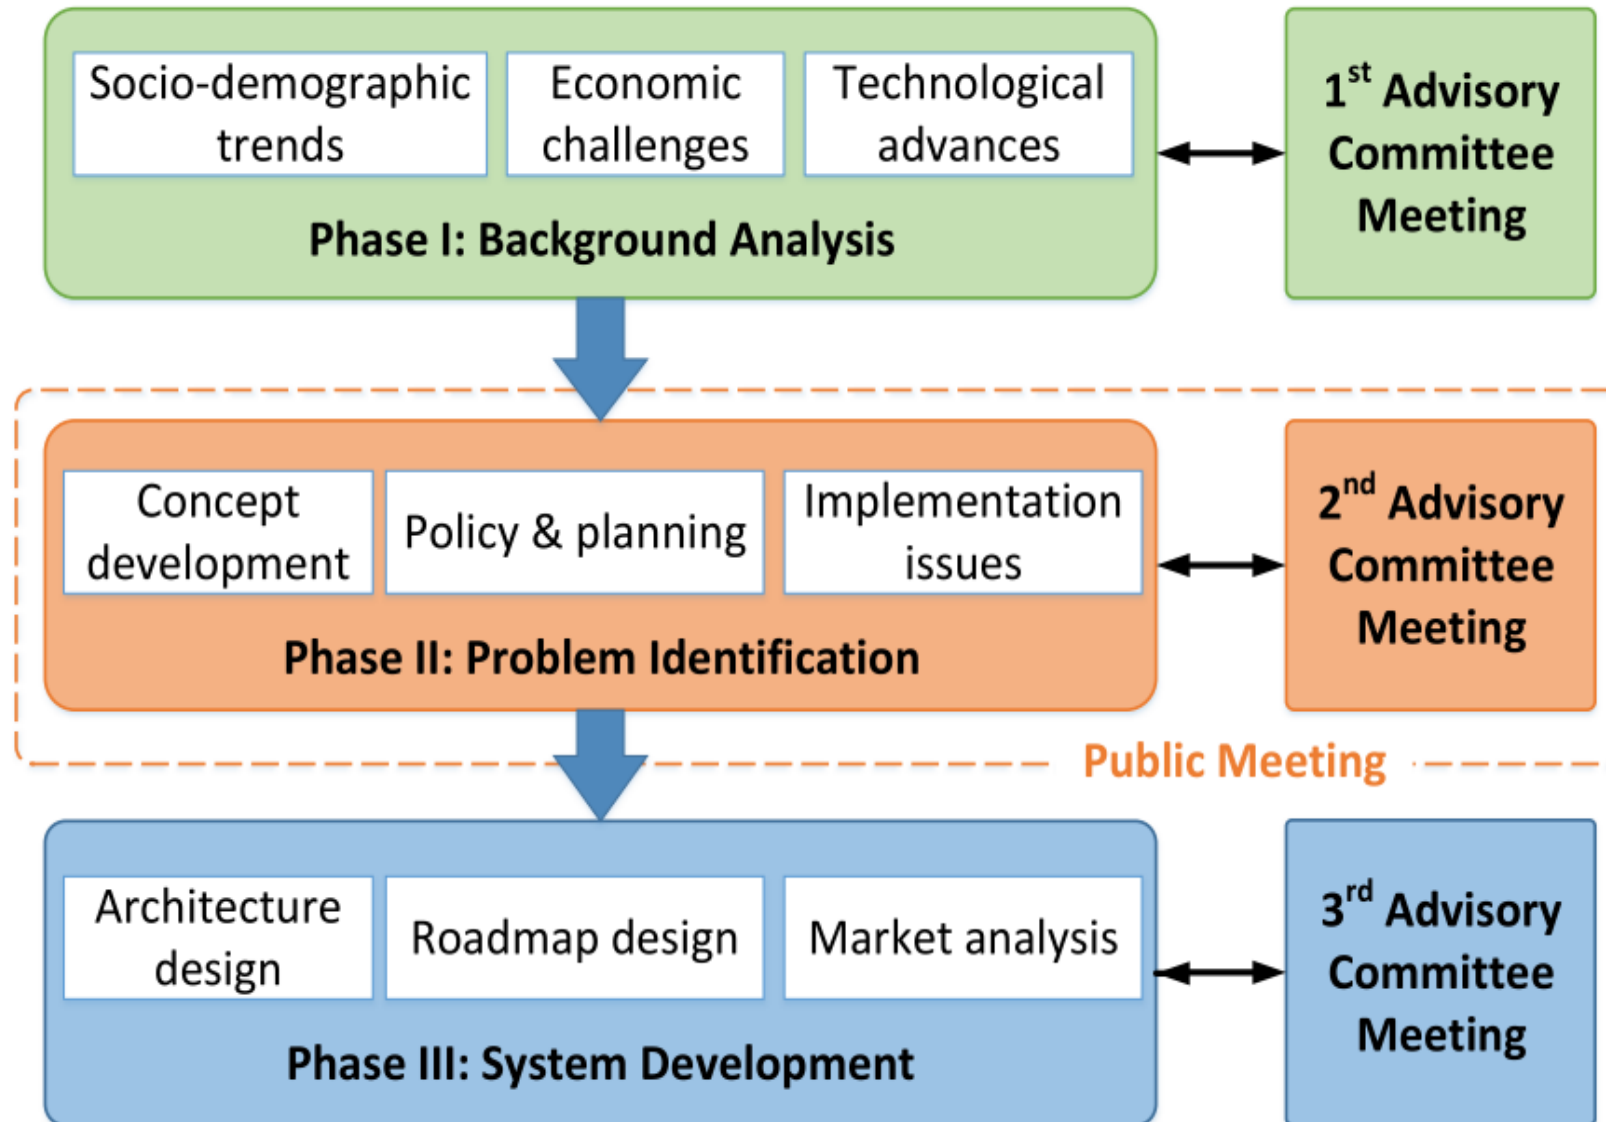 Socio-demographic
trends
Economic
challenges
Technological
advances
Phase I: Background Analysis
1st Advisory
Committee
Meeting
Concept
development
Policy & planning
Implementation
issues
Phase II: Problem Identification
2nd Advisory
Committee
Meeting
Public Meeting
Architecture
design
Roadmap design
Market analysis
Phase III: System Development
3rd Advisory
Committee
Meeting